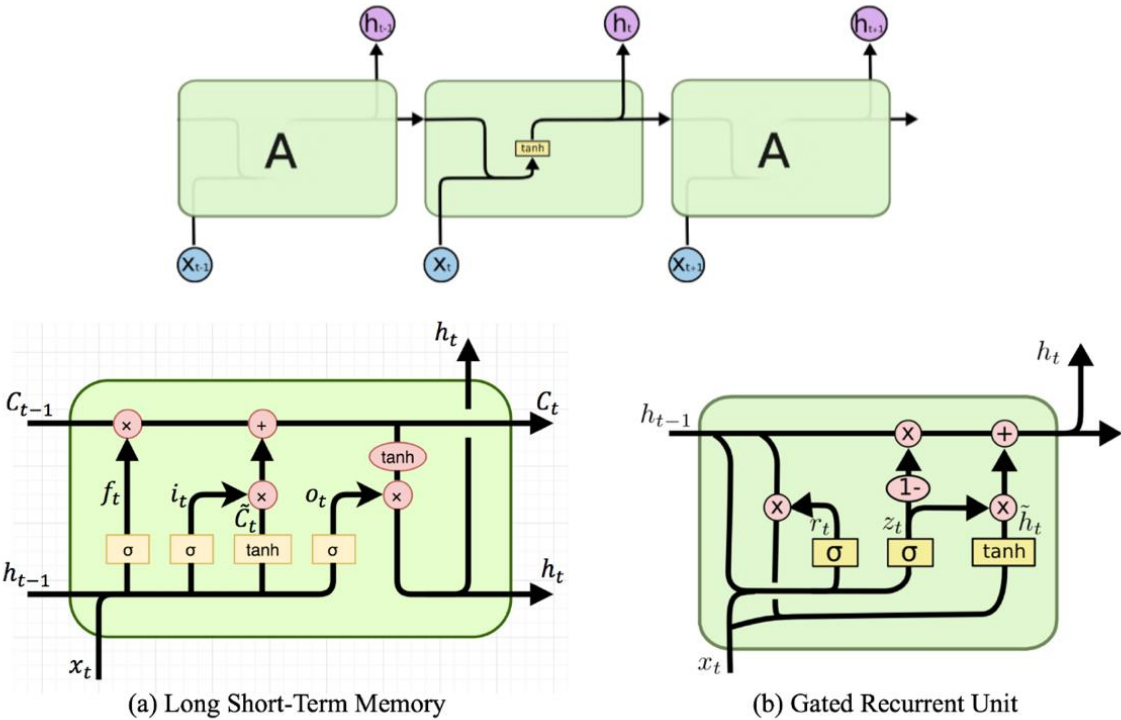 hₜ₋₁ hₜ hₜ₊₁
A tanh A
xₜ₋₁ xₜ xₜ₊₁
hₜ
Cₜ₋₁ × + Cₜ
tanh
fₜ iₜ × oₜ ×
C̃ₜ
σ σ tanh σ
hₜ₋₁ hₜ
xₜ
(a) Long Short-Term Memory
hₜ
hₜ₋₁ x +
1-
x rₜ zₜ x h̃ₜ
σ σ tanh
xₜ
(b) Gated Recurrent Unit